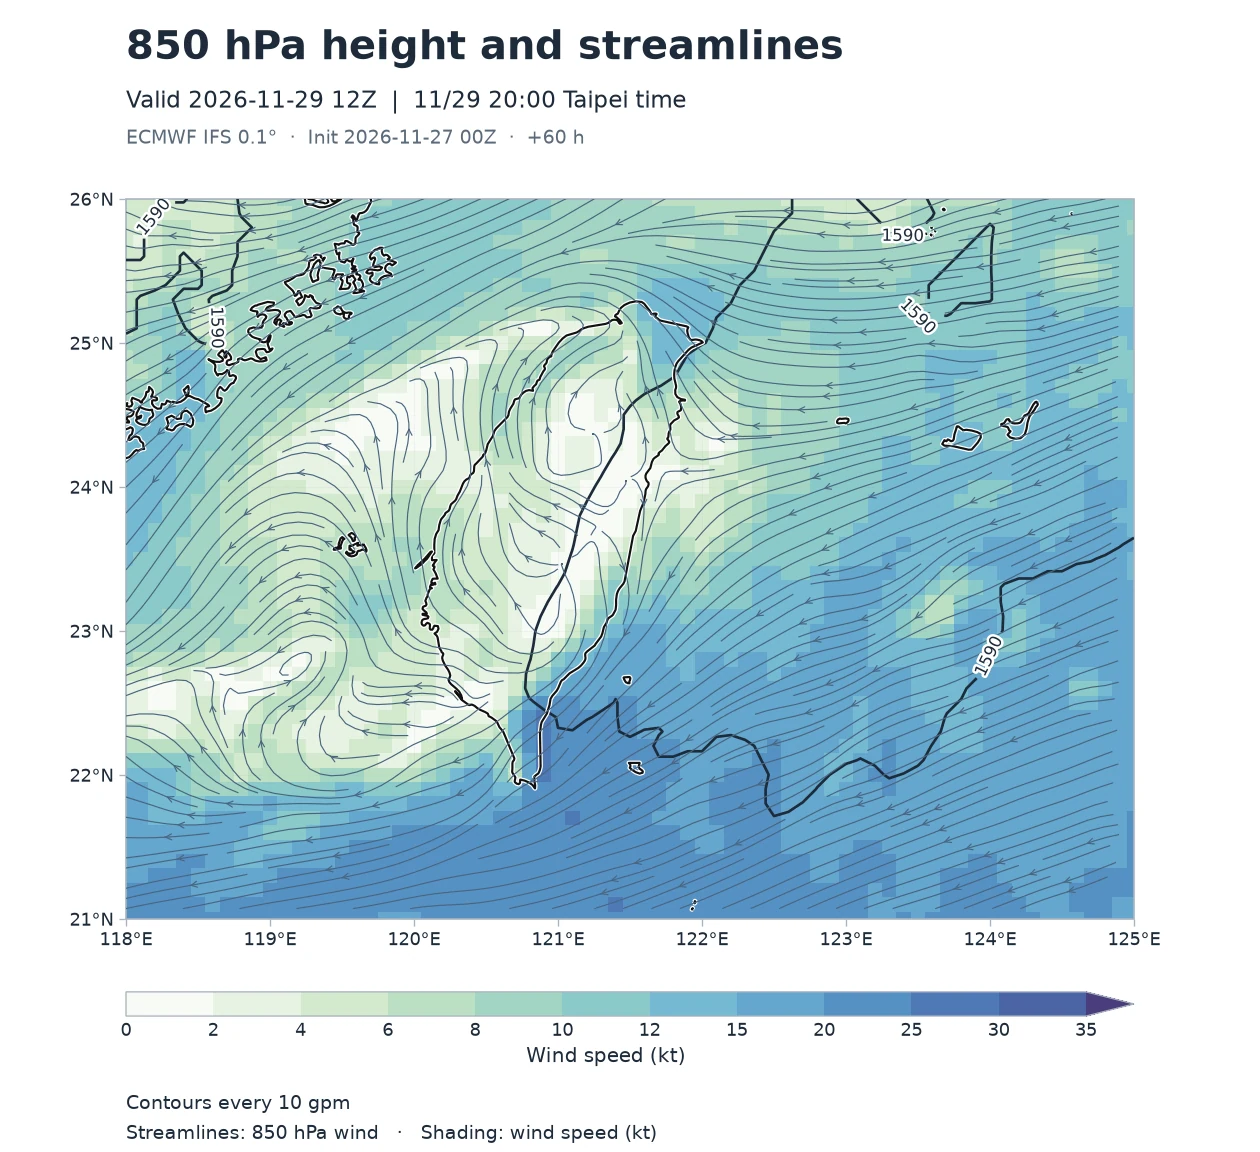 850 hPa height and streamlines
Valid 2026-11-29 12Z | 11/29 20:00 Taipei time
ECMWF IFS 0.1° · Init 2026-11-27 00Z · +60 h
26°N
1590
1590
25°N
1590
1590
24°N
23°N
1590
22°N
21°N
118°E 119°E 120°E 121°E 122°E 123°E 124°E 125°E
0 2 4 6 8 10 12 15 20 25 30 35
Wind speed (kt)
Contours every 10 gpm
Streamlines: 850 hPa wind · Shading: wind speed (kt)